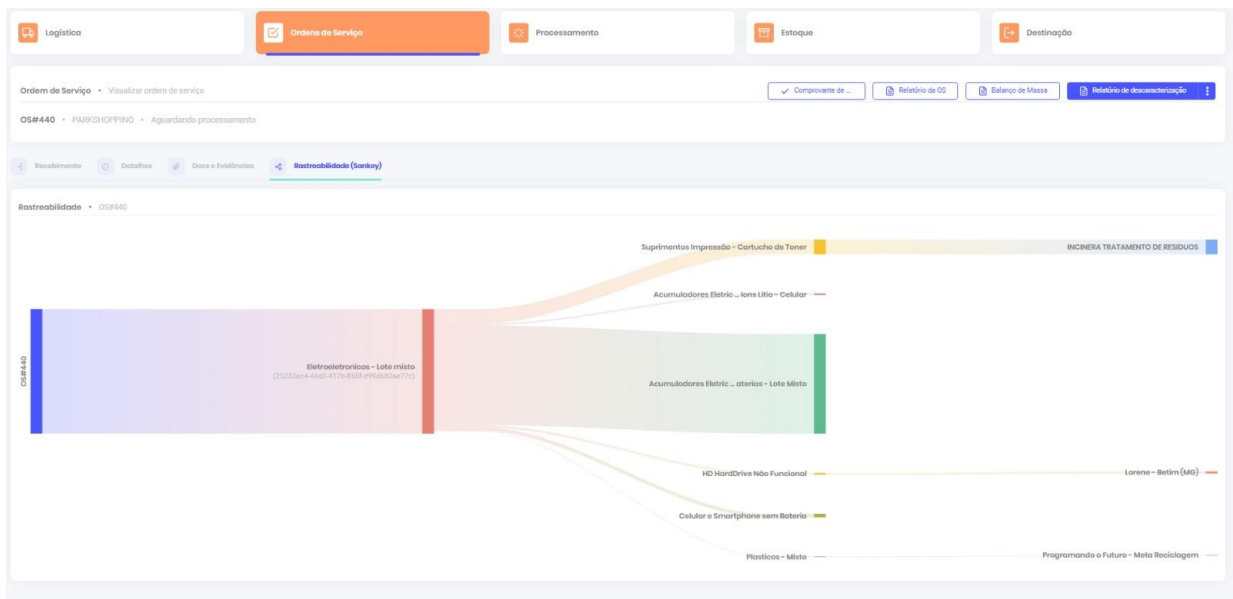 Logística
Ordens de Serviço
Processamento
Estoque
Destinação
Ordem de Serviço • Visualizar ordem de serviço
Comprovante de ...
Relatório da OS
Balanço de Massa
Relatório de descaracterização
OS#440 • PARKSHOPPING • Aguardando processamento
Recebimento
Detalhes
Docs e Evidências
Rastreabilidade (Sankey)
Rastreabilidade • OS#440
Suprimentos Impressão - Cartucho de Toner
INCINERA TRATAMENTO DE RESIDUOS
Acumuladores Eletric ... Ions Litio - Celular
OS#440
Eletroeletronicos - Lote misto
Acumuladores Eletric ... aterias - Lote Misto
HD HardDrive Não Funcional
Lorene - Betim (MG)
Celular e Smartphone sem Bateria
Plasticos - Misto
Programando o Futuro - Meta Reciclagem